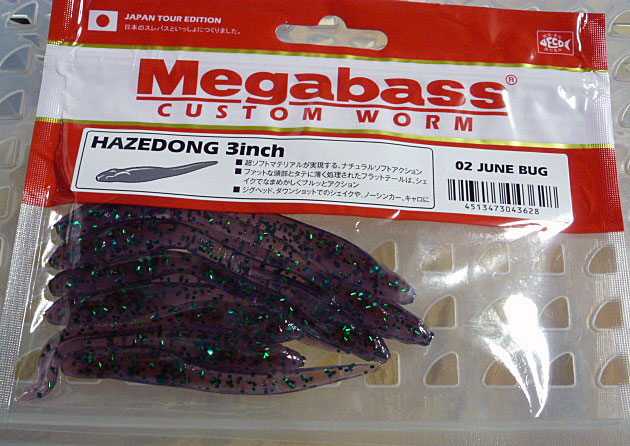 JAPAN TOUR EDITION
日本のスレバスといっしょにつくりました。
Megabass®
CUSTOM WORM
HAZEDONG 3inch
■ 超ソフトマテリアルが実現する、ナチュラルソフトアクション
■ ファットな頭部とタテに薄く処理されたフラットテールは、シェ
イクでなまめかしくブルッとアクション
■ ジグヘッド、ダウンショットでのシェイクや、ノーシンカー、キャロに
02 JUNE BUG
4513473043628